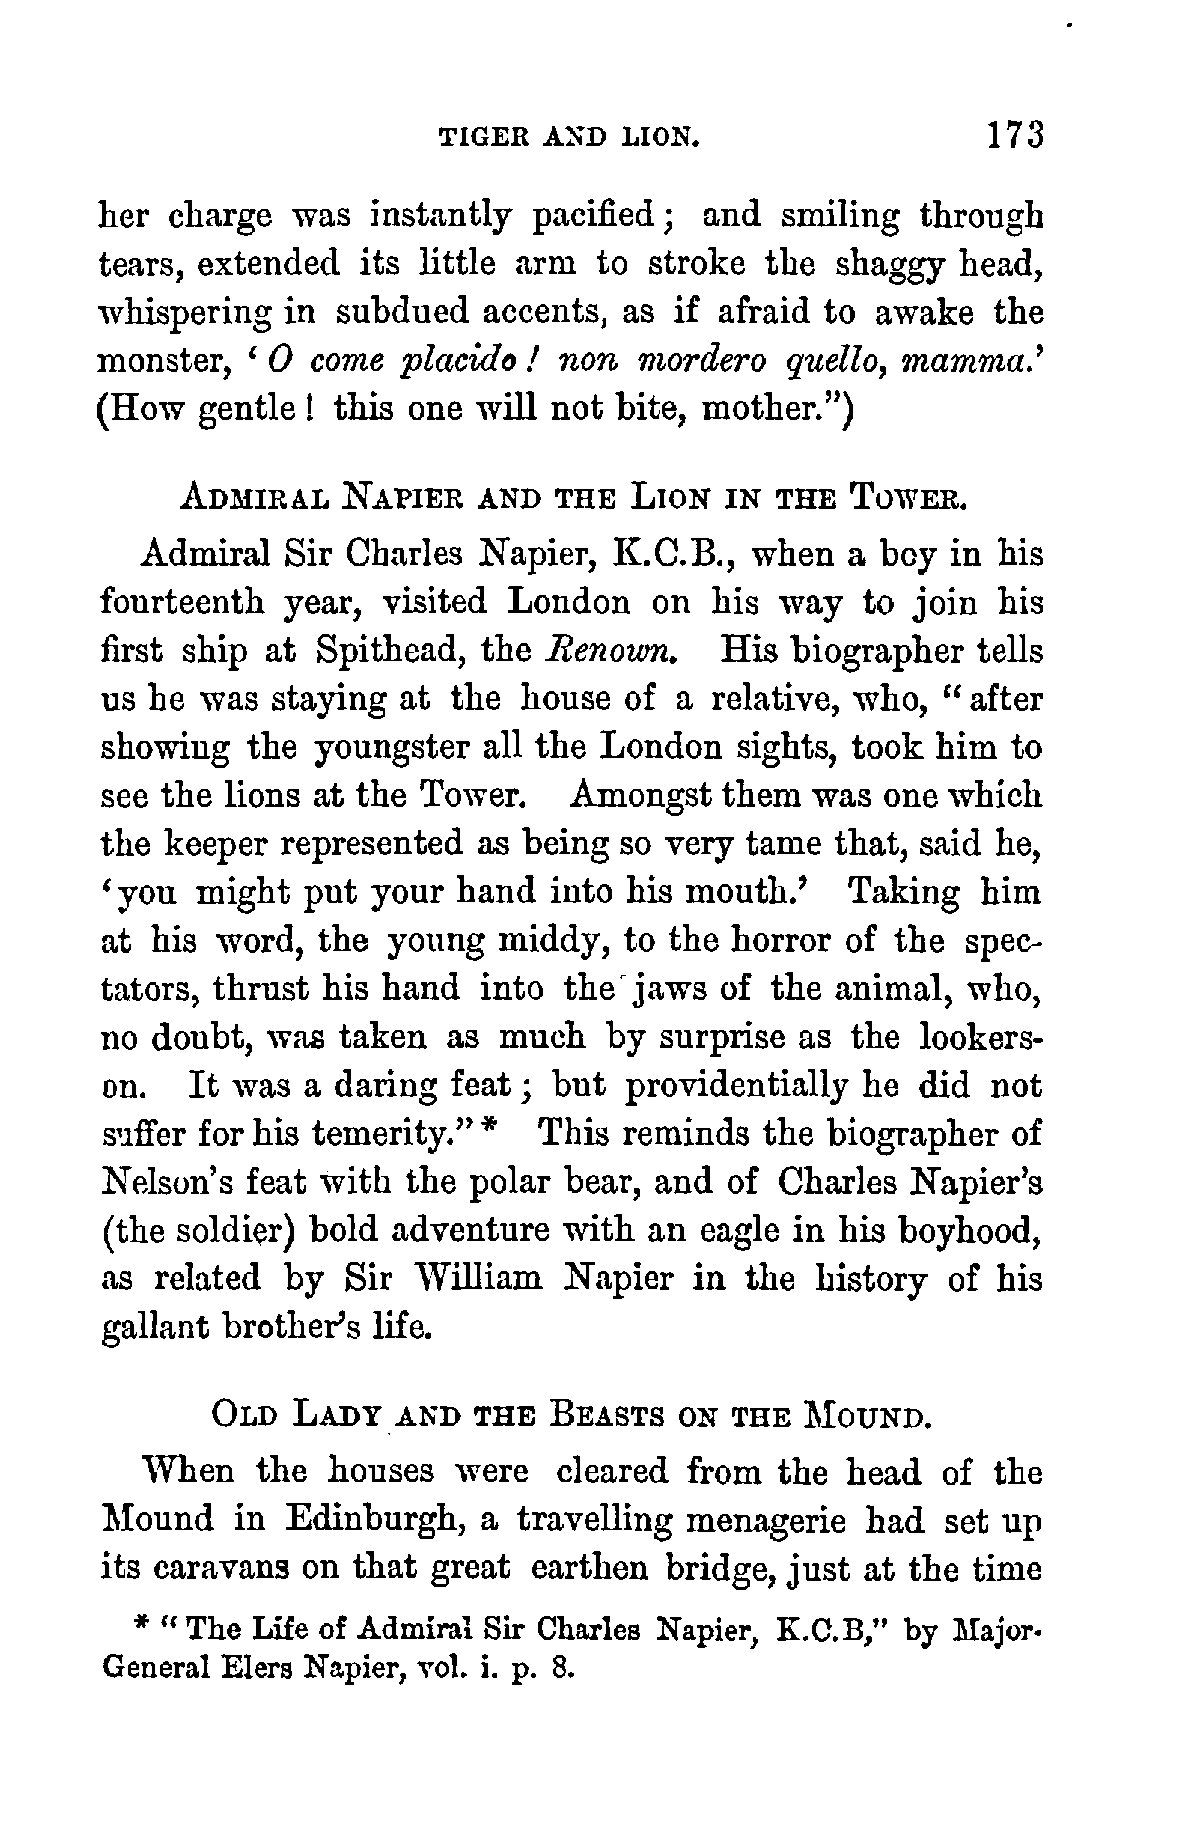 TIGER AND LION. 173
her charge was instantly pacified; and smiling through
tears, extended its little arm to stroke the shaggy head,
whispering in subdued accents, as if afraid to awake the
monster, ‘O come placido! non mordero quello, mamma.’
(How gentle! this one will not bite, mother.”)
ADMIRAL NAPIER AND THE LION IN THE TOWER.
Admiral Sir Charles Napier, K.C.B., when a boy in his
fourteenth year, visited London on his way to join his
first ship at Spithead, the Renown. His biographer tells
us he was staying at the house of a relative, who, “after
showing the youngster all the London sights, took him to
see the lions at the Tower. Amongst them was one which
the keeper represented as being so very tame that, said he,
‘you might put your hand into his mouth.’ Taking him
at his word, the young middy, to the horror of the spec-
tators, thrust his hand into the jaws of the animal, who,
no doubt, was taken as much by surprise as the lookers-
on. It was a daring feat; but providentially he did not
suffer for his temerity.”* This reminds the biographer of
Nelson’s feat with the polar bear, and of Charles Napier’s
(the soldier) bold adventure with an eagle in his boyhood,
as related by Sir William Napier in the history of his
gallant brother’s life.
OLD LADY AND THE BEASTS ON THE MOUND.
When the houses were cleared from the head of the
Mound in Edinburgh, a travelling menagerie had set up
its caravans on that great earthen bridge, just at the time
* “The Life of Admiral Sir Charles Napier, K.C.B,” by Major-
General Elers Napier, vol. i. p. 8.